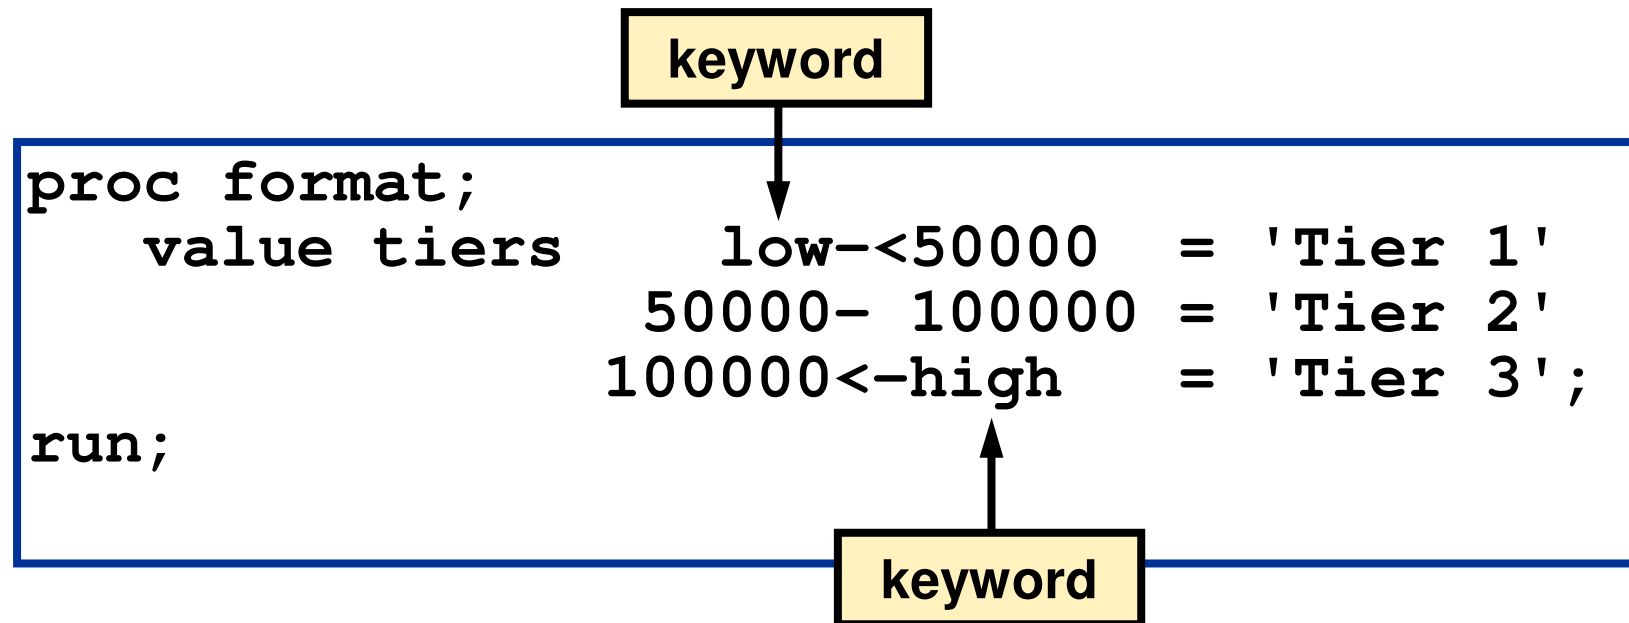 keyword
proc format;
   value tiers    low-<50000  = 'Tier 1'
                50000- 100000 = 'Tier 2'
               100000<-high   = 'Tier 3';
run;
keyword